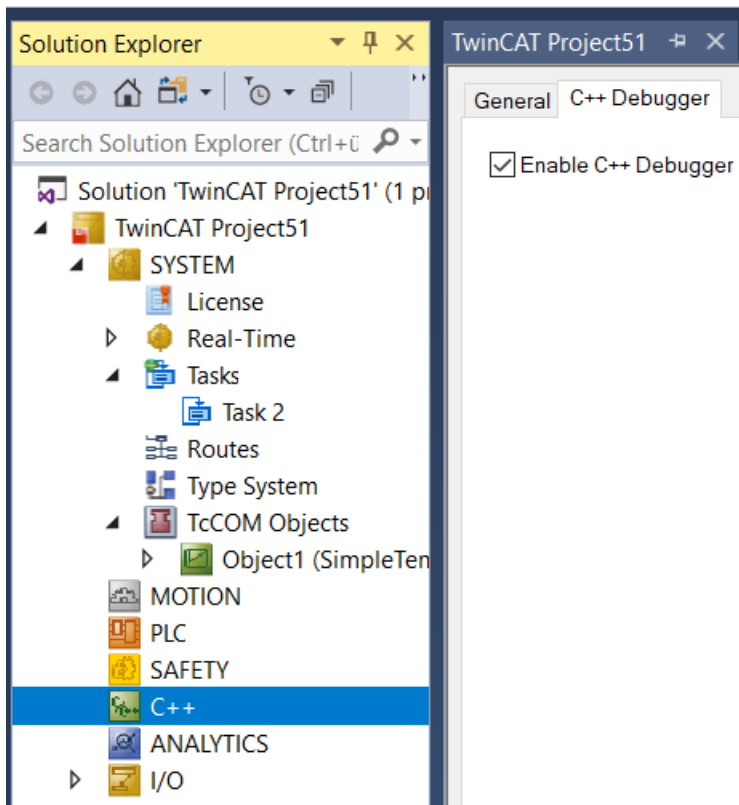 Solution Explorer
TwinCAT Project51
General
C++ Debugger
Search Solution Explorer (Ctrl+ü
Enable C++ Debugger
Solution 'TwinCAT Project51' (1 pr
TwinCAT Project51
SYSTEM
License
Real-Time
Tasks
Task 2
Routes
Type System
TcCOM Objects
Object1 (SimpleTem
MOTION
PLC
SAFETY
C++
ANALYTICS
I/O